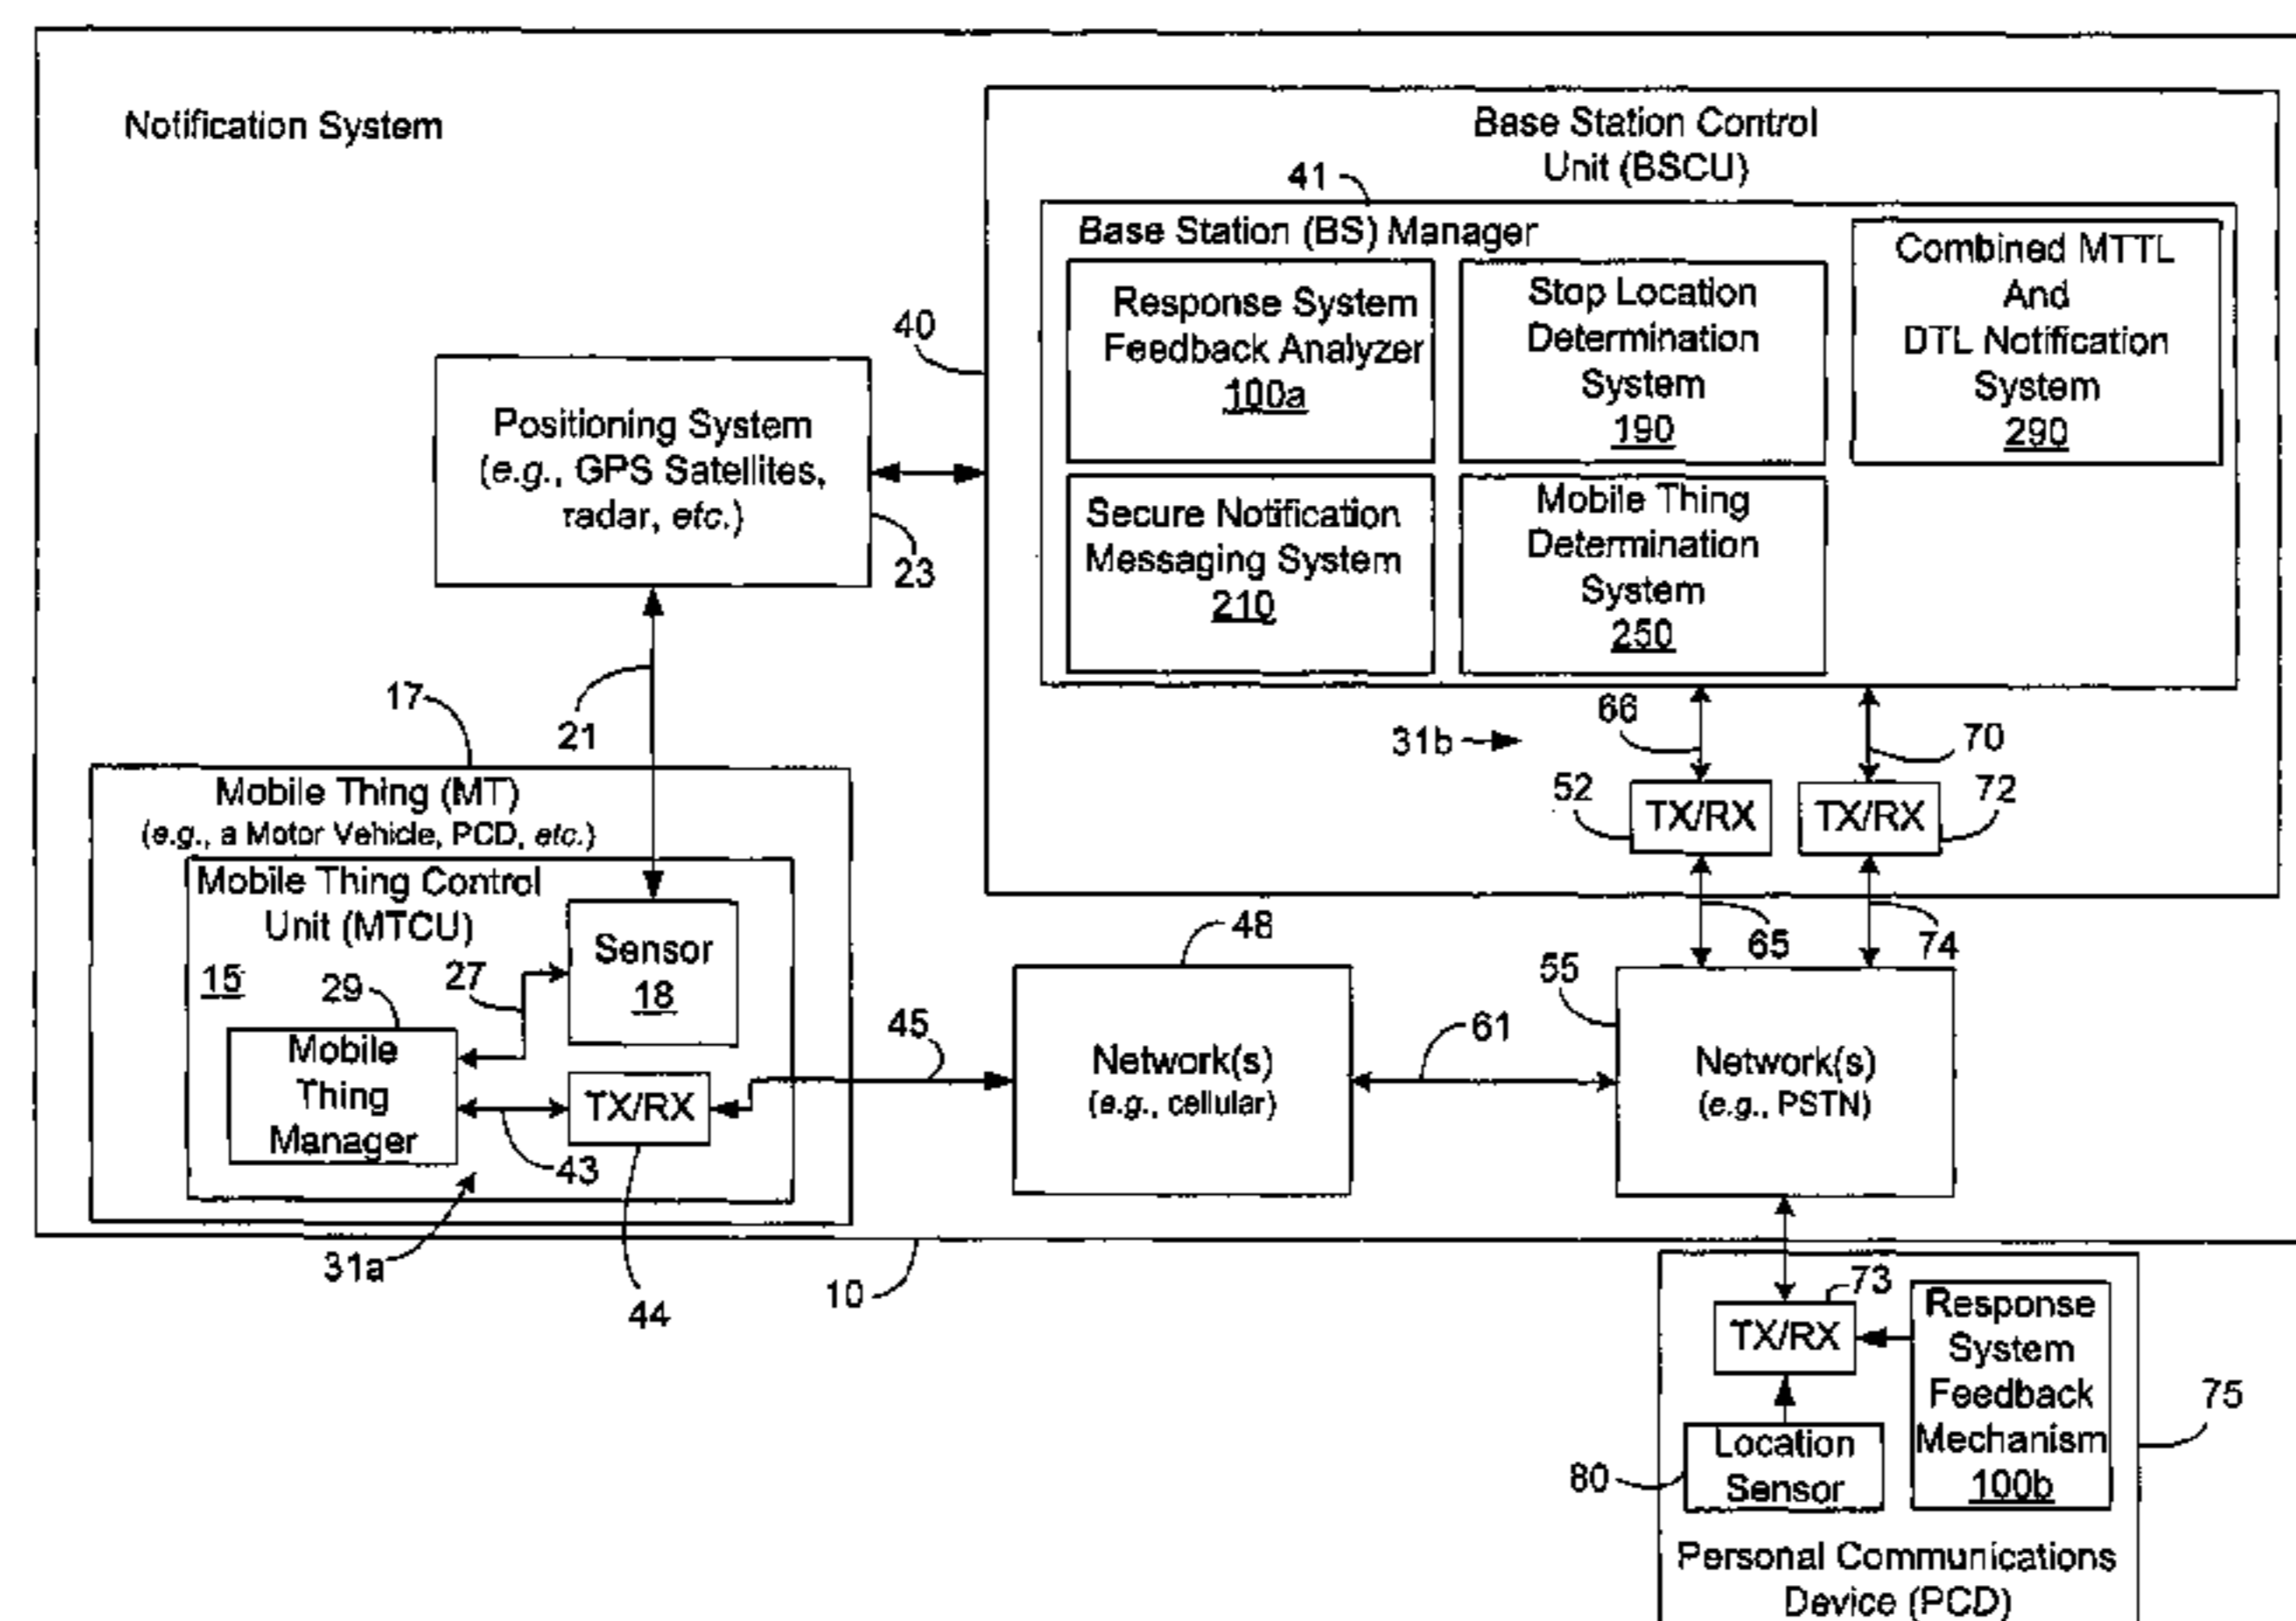 Notification System
Base Station Control
Unit (BSCU)
41
Base Station (BS) Manager
Response System
Feedback Analyzer
100a
Stop Location
Determination
System
190
Combined MTTL
And
DTL Notification
System
290
Secure Notification
Messaging System
210
Mobile Thing
Determination
System
250
40
Positioning System
(e.g., GPS Satellites,
radar, etc.)
23
21
17
66
31b
70
52
TX/RX
TX/RX
72
65
74
Mobile Thing (MT)
(e.g., a Motor Vehicle, PCD, etc.)
Mobile Thing Control
Unit (MTCU)
15
29
27
Sensor
18
Mobile
Thing
Manager
43
TX/RX
31a
44
45
48
Network(s)
(e.g., cellular)
61
55
Network(s)
(e.g., PSTN)
10
73
TX/RX
Response
System
Feedback
Mechanism
100b
75
80
Location
Sensor
Personal Communications
Device (PCD)